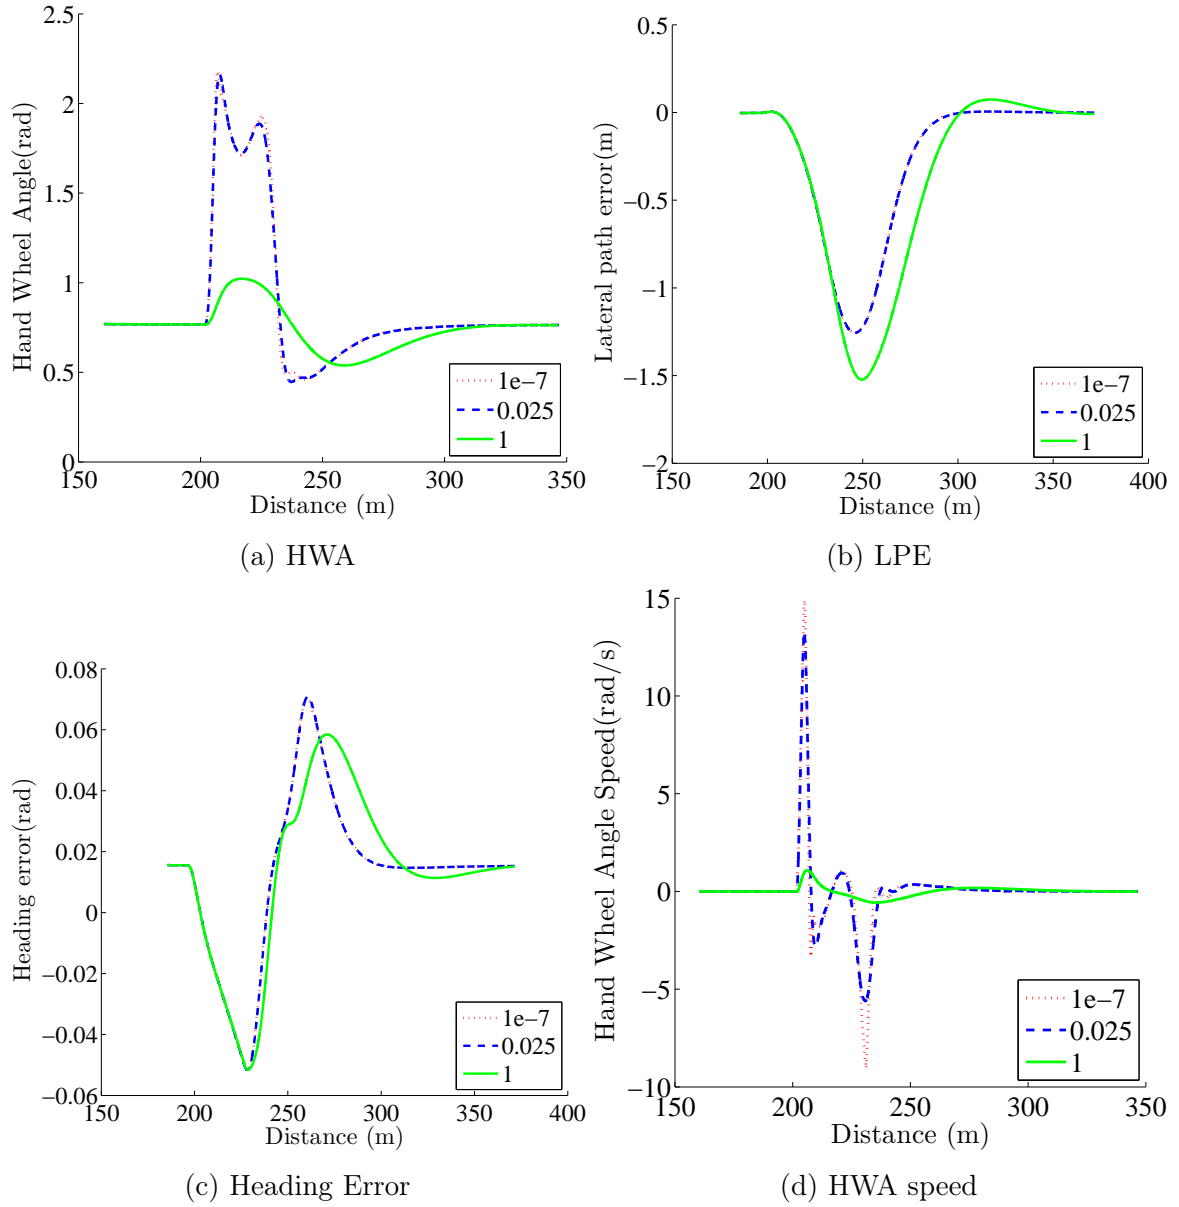 2.5
2
1.5
1
0.5
0
Hand Wheel Angle(rad)
150 200 250 300 350
Distance (m)
1e−7
0.025
1
(a) HWA
0.5
0
−0.5
−1
−1.5
−2
Lateral path error(m)
150 200 250 300 350 400
Distance (m)
1e−7
0.025
1
(b) LPE
0.08
0.06
0.04
0.02
0
−0.02
−0.04
−0.06
Heading error(rad)
150 200 250 300 350 400
Distance (m)
1e−7
0.025
1
(c) Heading Error
15
10
5
0
−5
−10
Hand Wheel Angle Speed(rad/s)
150 200 250 300 350
Distance (m)
1e−7
0.025
1
(d) HWA speed